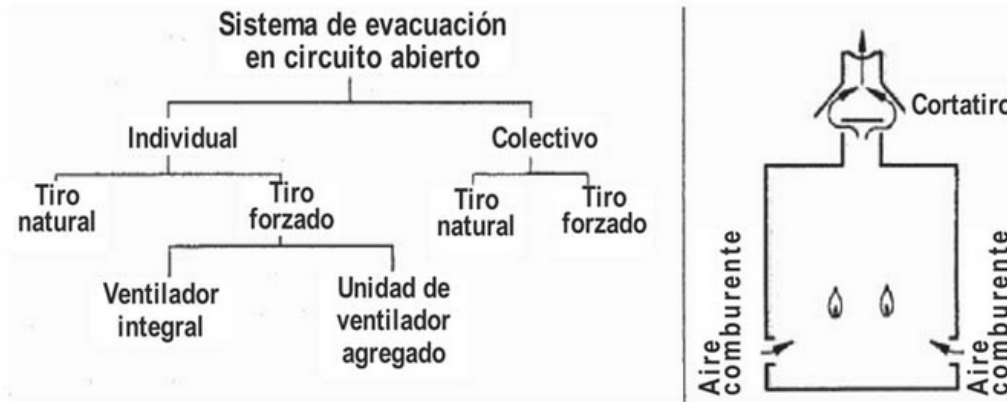 Sistema de evacuación
en circuito abierto
Individual
Colectivo
Tiro
natural
Tiro
forzado
Tiro
natural
Tiro
forzado
Ventilador
integral
Unidad de
ventilador
agregado
Cortatiro
Aire
comburente
Aire
comburente